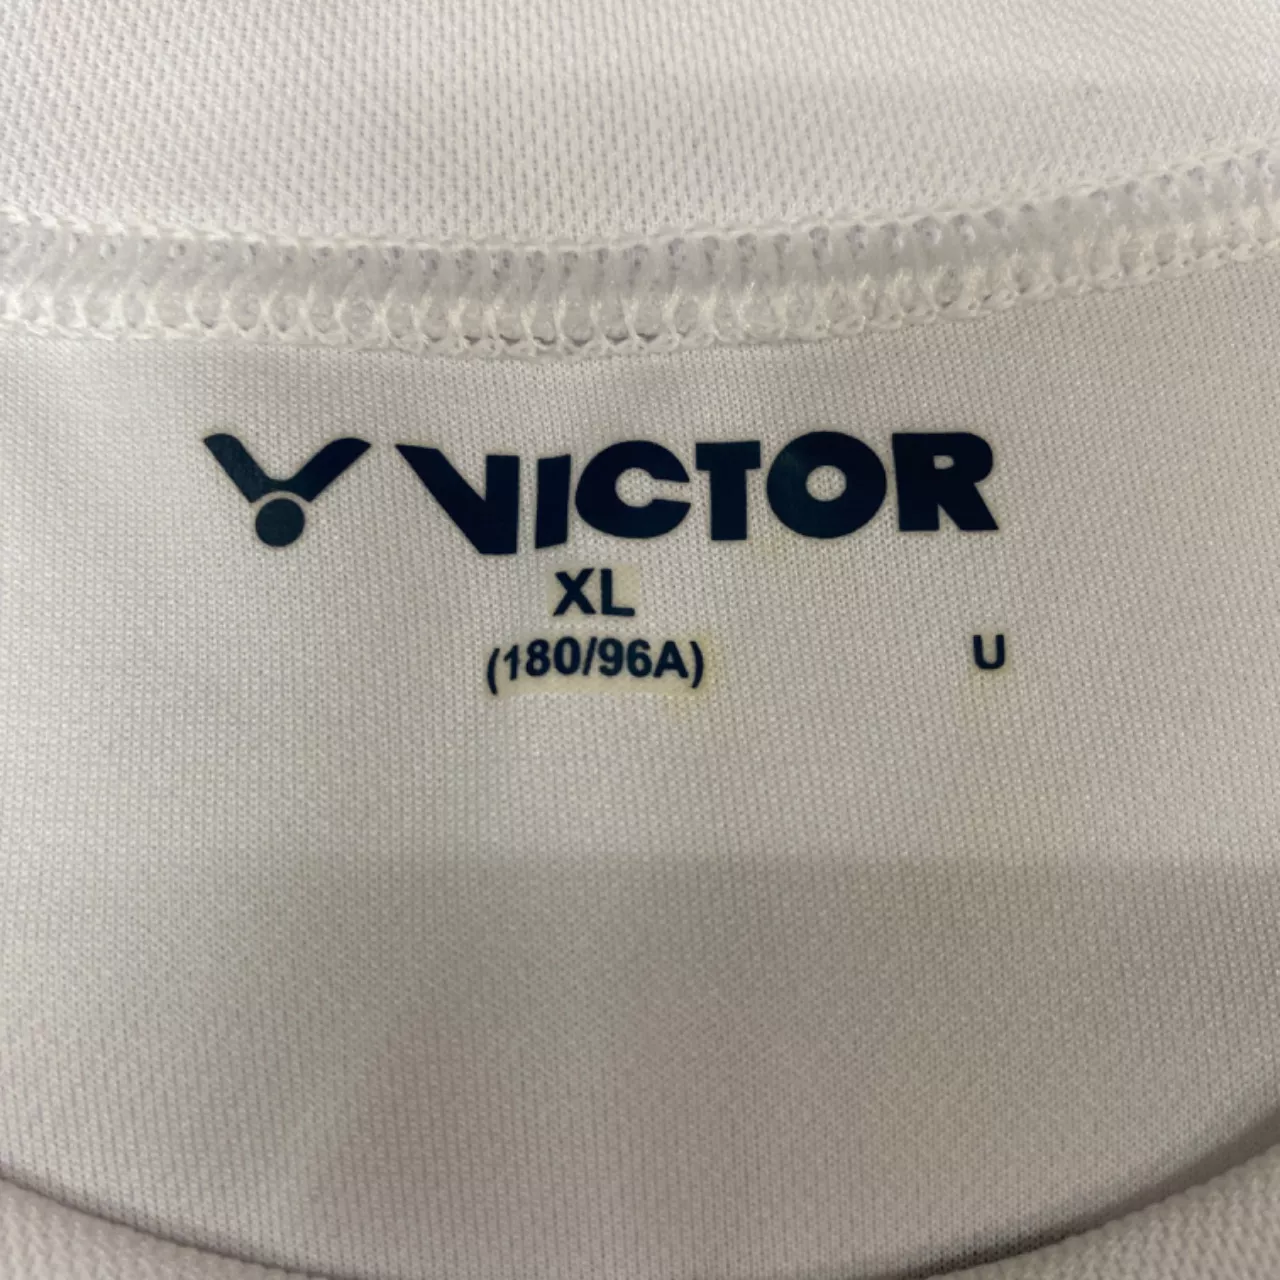 VICTOR
XL
(180/96A)
U